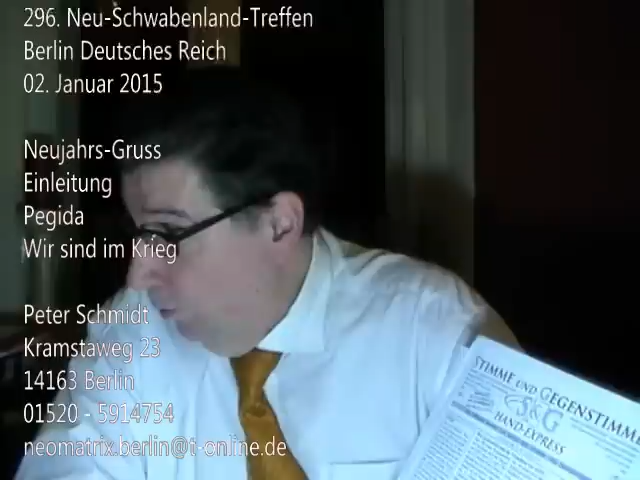 296. Neu-Schwabenland-Treffen
Berlin Deutsches Reich
02. Januar 2015
Neujahrs-Gruss
Einleitung
Pegida
Wir sind im Krieg
Peter Schmidt
Kramstaweg 23
14163 Berlin
01520 - 5914754
neomatrix.berlin@t-online.de
STIMME UND GEGENSTIMM
S&G
HAND-EXPRESS